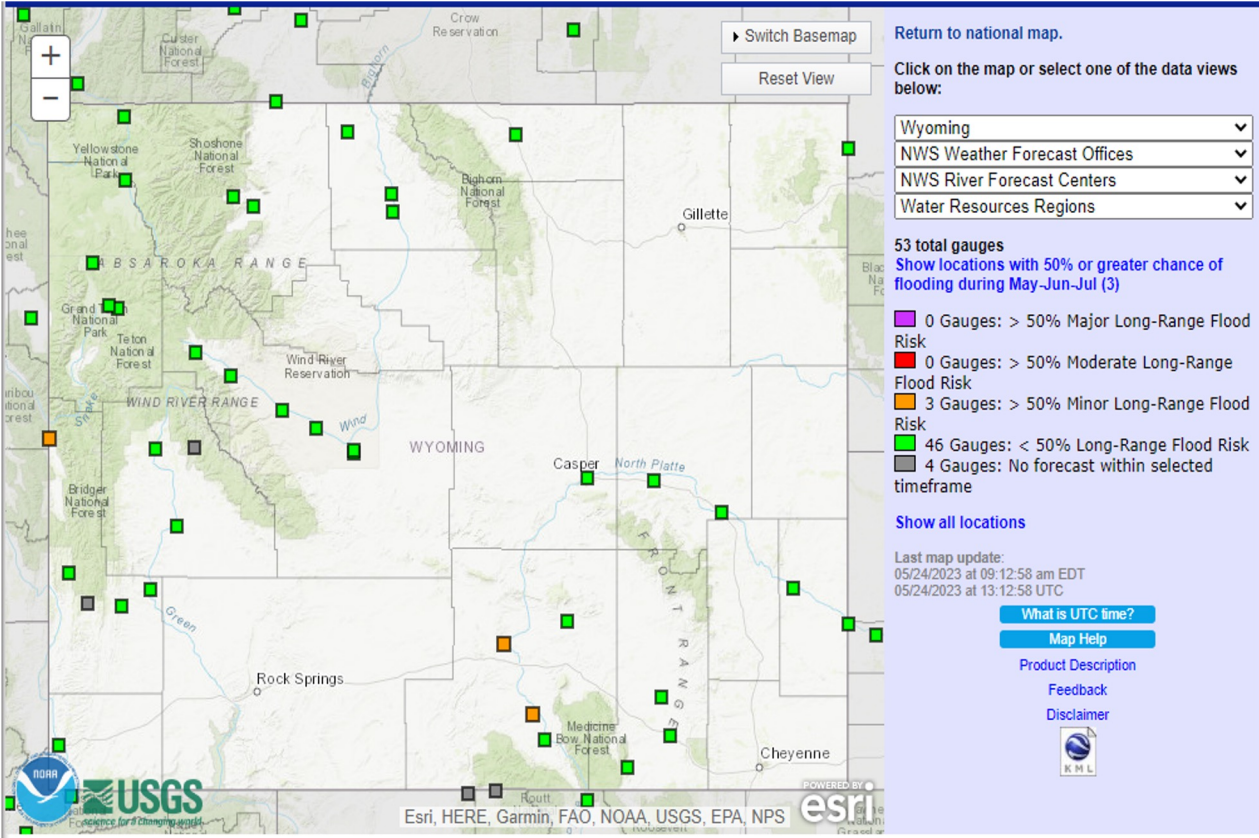 Gallatin
Custer
National
Forest
Crow
Reservation
Bighorn
+
−
Switch Basemap
Reset View
Yellowstone
National
Park
Shoshone
National
Forest
Bighorn
National
Forest
Gillette
ABSAROKA RANGE
Grand Teton
National
Park
Teton
National
Forest
Wind River
Reservation
Snake
WIND RIVER RANGE
Wind
WYOMING
Casper
North Platte
Bridger
National
Forest
FRONT RANGE
Green
Rock Springs
Medicine
Bow National
Forest
Cheyenne
Routt
Roosevelt
NOAA
USGS
science for a changing world
Esri, HERE, Garmin, FAO, NOAA, USGS, EPA, NPS
POWERED BY
esri
Return to national map.
Click on the map or select one of the data views
below:
Wyoming
NWS Weather Forecast Offices
NWS River Forecast Centers
Water Resources Regions
53 total gauges
Show locations with 50% or greater chance of
flooding during May-Jun-Jul (3)
0 Gauges: > 50% Major Long-Range Flood
Risk
0 Gauges: > 50% Moderate Long-Range
Flood Risk
3 Gauges: > 50% Minor Long-Range Flood
Risk
46 Gauges: < 50% Long-Range Flood Risk
4 Gauges: No forecast within selected
timeframe
Show all locations
Last map update:
05/24/2023 at 09:12:58 am EDT
05/24/2023 at 13:12:58 UTC
What is UTC time?
Map Help
Product Description
Feedback
Disclaimer
KML